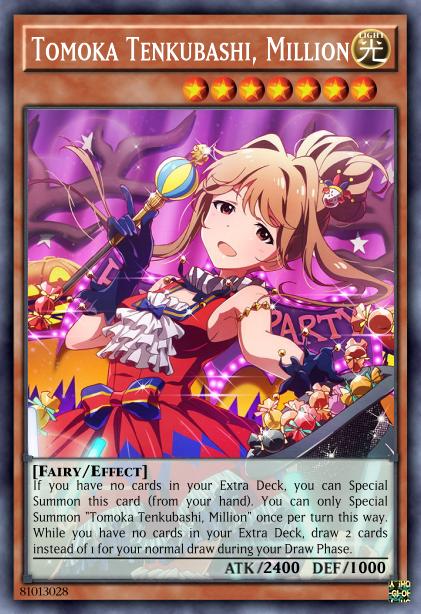 Tomoka Tenkubashi, Million
LIGHT
光
PARTY
[Fairy/Effect]
If you have no cards in your Extra Deck, you can Special
Summon this card (from your hand). You can only Special
Summon "Tomoka Tenkubashi, Million" once per turn this way.
While you have no cards in your Extra Deck, draw 2 cards
instead of 1 for your normal draw during your Draw Phase.
ATK/2400 DEF/1000
81013028